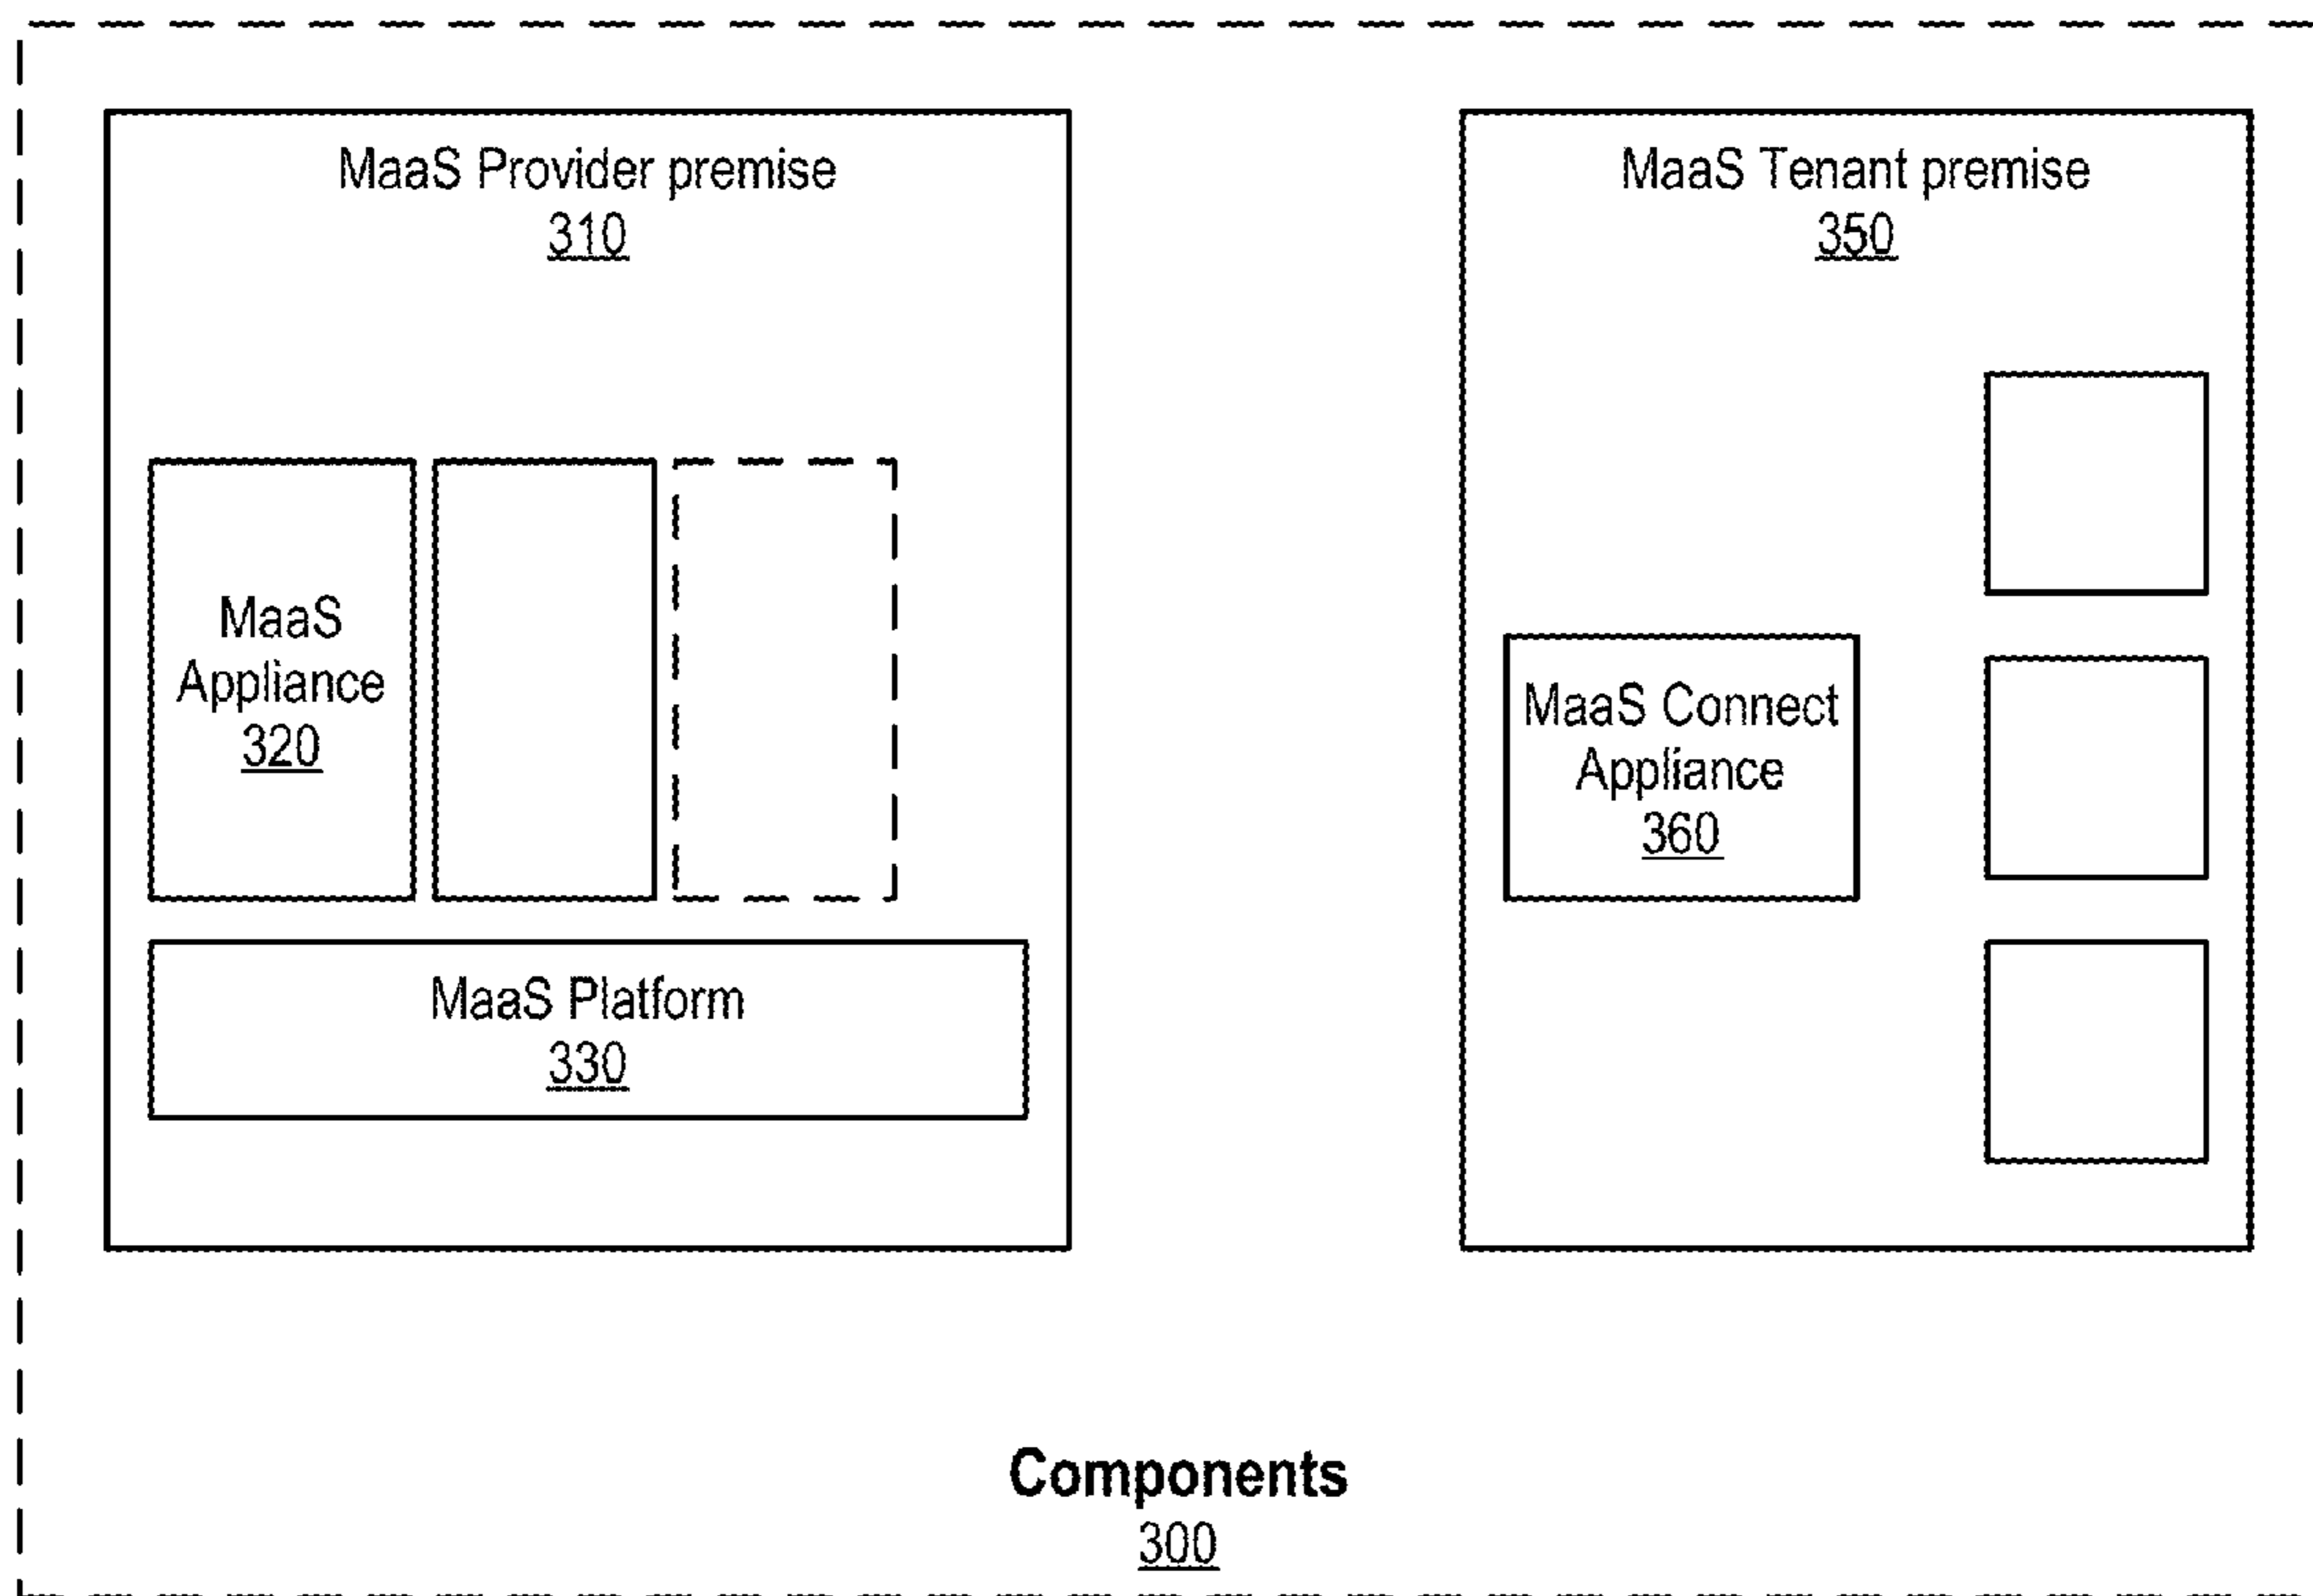 MaaS Provider premise
310
MaaS
Appliance
320
MaaS Platform
330
MaaS Tenant premise
350
MaaS Connect
Appliance
360
Components
300